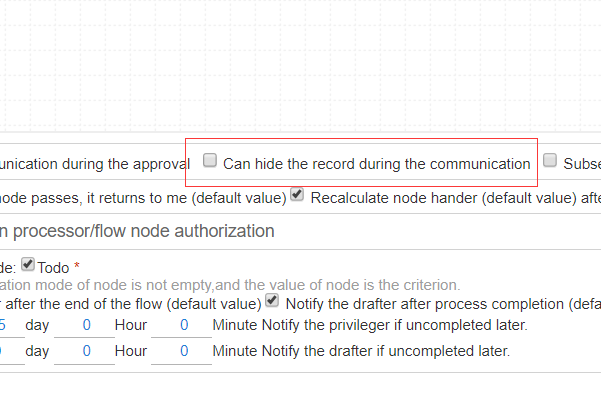 unication during the approval Can hide the record during the communication Subse
node passes, it returns to me (default value) Recalculate node hander (default value) afte
n processor/flow node authorization
de: Todo *
ation mode of node is not empty,and the value of node is the criterion.
r after the end of the flow (default value) Notify the drafter after process completion (defa
5 day 0 Hour 0 Minute Notify the privileger if uncompleted later.
day 0 Hour 0 Minute Notify the drafter if uncompleted later.